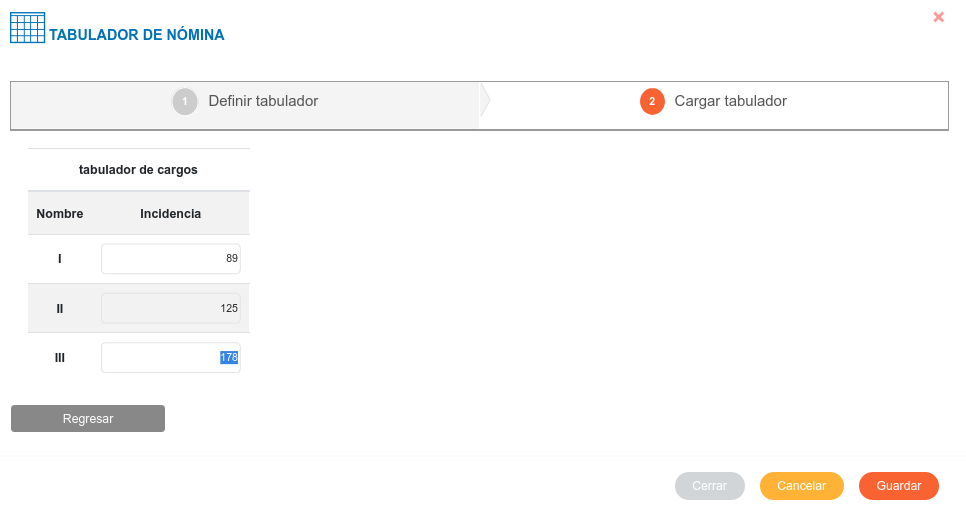 TABULADOR DE NÓMINA
1 Definir tabulador
2 Cargar tabulador
tabulador de cargos
Nombre Incidencia
I 89
II 125
III 178
Regresar
Cerrar Cancelar Guardar